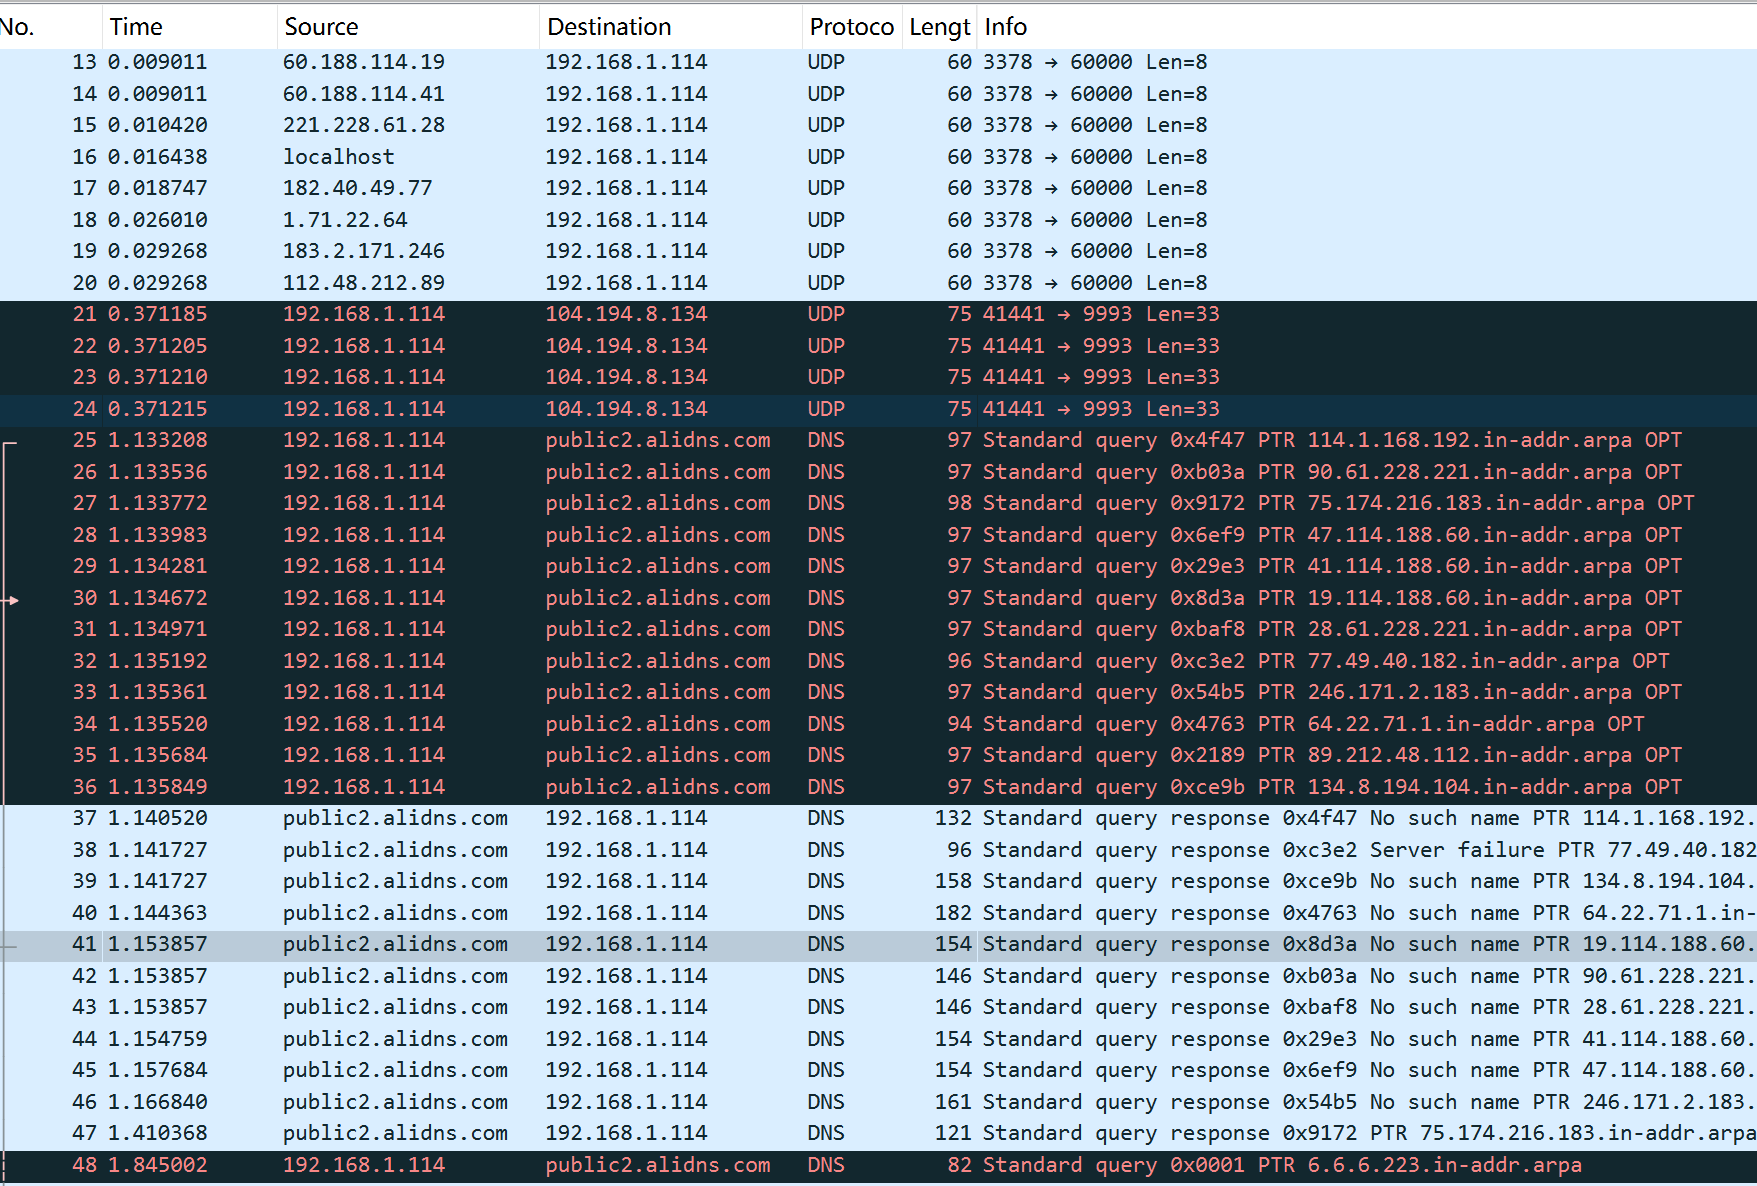 No. Time Source Destination Protoco Lengt Info
13 0.009011 60.188.114.19 192.168.1.114 UDP 60 3378 → 60000 Len=8
14 0.009011 60.188.114.41 192.168.1.114 UDP 60 3378 → 60000 Len=8
15 0.010420 221.228.61.28 192.168.1.114 UDP 60 3378 → 60000 Len=8
16 0.016438 localhost 192.168.1.114 UDP 60 3378 → 60000 Len=8
17 0.018747 182.40.49.77 192.168.1.114 UDP 60 3378 → 60000 Len=8
18 0.026010 1.71.22.64 192.168.1.114 UDP 60 3378 → 60000 Len=8
19 0.029268 183.2.171.246 192.168.1.114 UDP 60 3378 → 60000 Len=8
20 0.029268 112.48.212.89 192.168.1.114 UDP 60 3378 → 60000 Len=8
21 0.371185 192.168.1.114 104.194.8.134 UDP 75 41441 → 9993 Len=33
22 0.371205 192.168.1.114 104.194.8.134 UDP 75 41441 → 9993 Len=33
23 0.371210 192.168.1.114 104.194.8.134 UDP 75 41441 → 9993 Len=33
24 0.371215 192.168.1.114 104.194.8.134 UDP 75 41441 → 9993 Len=33
25 1.133208 192.168.1.114 public2.alidns.com DNS 97 Standard query 0x4f47 PTR 114.1.168.192.in-addr.arpa OPT
26 1.133536 192.168.1.114 public2.alidns.com DNS 97 Standard query 0xb03a PTR 90.61.228.221.in-addr.arpa OPT
27 1.133772 192.168.1.114 public2.alidns.com DNS 98 Standard query 0x9172 PTR 75.174.216.183.in-addr.arpa OPT
28 1.133983 192.168.1.114 public2.alidns.com DNS 97 Standard query 0x6ef9 PTR 47.114.188.60.in-addr.arpa OPT
29 1.134281 192.168.1.114 public2.alidns.com DNS 97 Standard query 0x29e3 PTR 41.114.188.60.in-addr.arpa OPT
30 1.134672 192.168.1.114 public2.alidns.com DNS 97 Standard query 0x8d3a PTR 19.114.188.60.in-addr.arpa OPT
31 1.134971 192.168.1.114 public2.alidns.com DNS 97 Standard query 0xbaf8 PTR 28.61.228.221.in-addr.arpa OPT
32 1.135192 192.168.1.114 public2.alidns.com DNS 96 Standard query 0xc3e2 PTR 77.49.40.182.in-addr.arpa OPT
33 1.135361 192.168.1.114 public2.alidns.com DNS 97 Standard query 0x54b5 PTR 246.171.2.183.in-addr.arpa OPT
34 1.135520 192.168.1.114 public2.alidns.com DNS 94 Standard query 0x4763 PTR 64.22.71.1.in-addr.arpa OPT
35 1.135684 192.168.1.114 public2.alidns.com DNS 97 Standard query 0x2189 PTR 89.212.48.112.in-addr.arpa OPT
36 1.135849 192.168.1.114 public2.alidns.com DNS 97 Standard query 0xce9b PTR 134.8.194.104.in-addr.arpa OPT
37 1.140520 public2.alidns.com 192.168.1.114 DNS 132 Standard query response 0x4f47 No such name PTR 114.1.168.192.
38 1.141727 public2.alidns.com 192.168.1.114 DNS 96 Standard query response 0xc3e2 Server failure PTR 77.49.40.182
39 1.141727 public2.alidns.com 192.168.1.114 DNS 158 Standard query response 0xce9b No such name PTR 134.8.194.104.
40 1.144363 public2.alidns.com 192.168.1.114 DNS 182 Standard query response 0x4763 No such name PTR 64.22.71.1.in-
41 1.153857 public2.alidns.com 192.168.1.114 DNS 154 Standard query response 0x8d3a No such name PTR 19.114.188.60.
42 1.153857 public2.alidns.com 192.168.1.114 DNS 146 Standard query response 0xb03a No such name PTR 90.61.228.221.
43 1.153857 public2.alidns.com 192.168.1.114 DNS 146 Standard query response 0xbaf8 No such name PTR 28.61.228.221.
44 1.154759 public2.alidns.com 192.168.1.114 DNS 154 Standard query response 0x29e3 No such name PTR 41.114.188.60.
45 1.157684 public2.alidns.com 192.168.1.114 DNS 154 Standard query response 0x6ef9 No such name PTR 47.114.188.60.
46 1.166840 public2.alidns.com 192.168.1.114 DNS 161 Standard query response 0x54b5 No such name PTR 246.171.2.183.
47 1.410368 public2.alidns.com 192.168.1.114 DNS 121 Standard query response 0x9172 PTR 75.174.216.183.in-addr.arpa
48 1.845002 192.168.1.114 public2.alidns.com DNS 82 Standard query 0x0001 PTR 6.6.6.223.in-addr.arpa